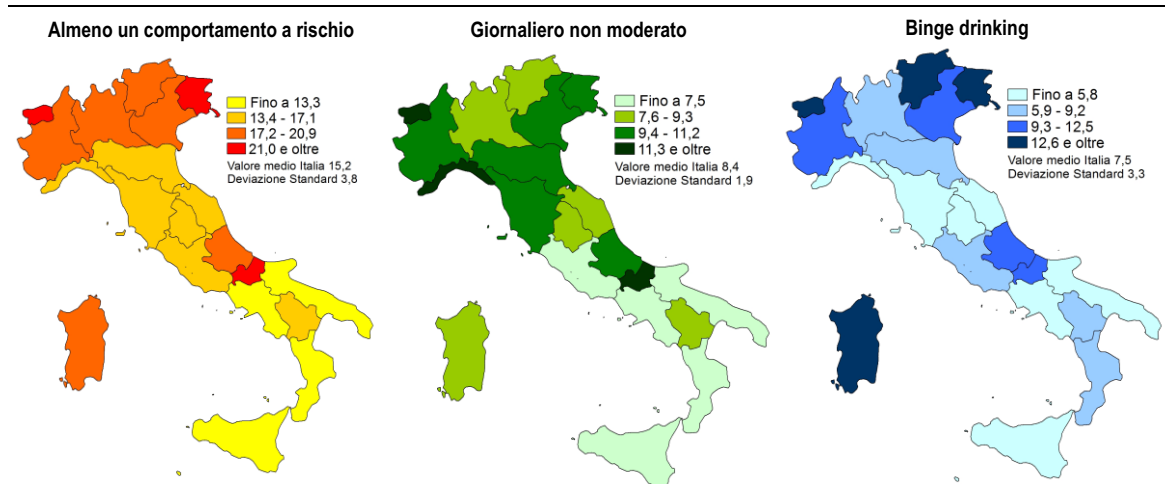 Almeno un comportamento a rischio
Fino a 13,3
13,4 - 17,1
17,2 - 20,9
21,0 e oltre
Valore medio Italia 15,2
Deviazione Standard 3,8
Giornaliero non moderato
Fino a 7,5
7,6 - 9,3
9,4 - 11,2
11,3 e oltre
Valore medio Italia 8,4
Deviazione Standard 1,9
Binge drinking
Fino a 5,8
5,9 - 9,2
9,3 - 12,5
12,6 e oltre
Valore medio Italia 7,5
Deviazione Standard 3,3